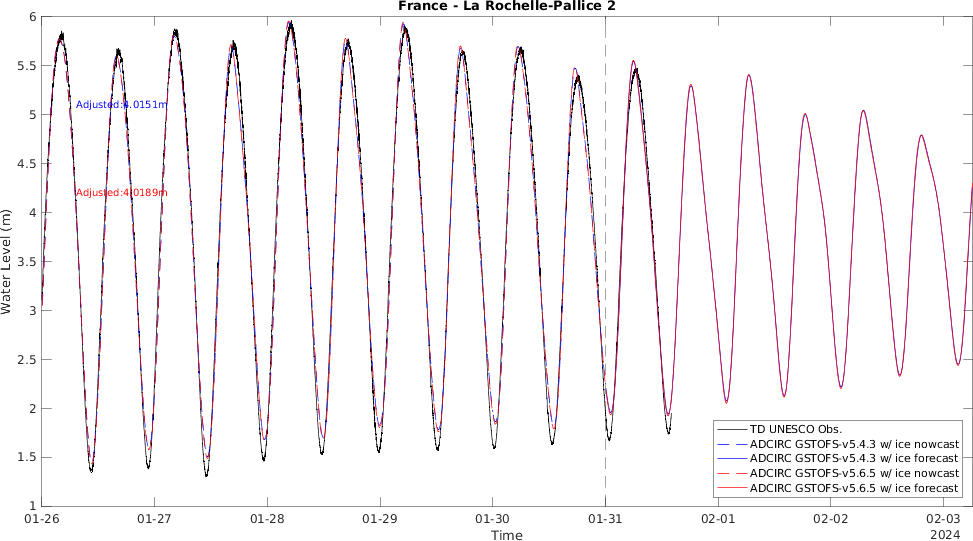 France - La Rochelle-Pallice 2
Water Level (m)
6
5.5
5
4.5
4
3.5
3
2.5
2
1.5
1
Adjusted:4.0151m
Adjusted:4.0189m
TD UNESCO Obs.
ADCIRC GSTOFS-v5.4.3 w/ ice nowcast
ADCIRC GSTOFS-v5.4.3 w/ ice forecast
ADCIRC GSTOFS-v5.6.5 w/ ice nowcast
ADCIRC GSTOFS-v5.6.5 w/ ice forecast
01-26 01-27 01-28 01-29 01-30 01-31 02-01 02-02 02-03
Time
2024